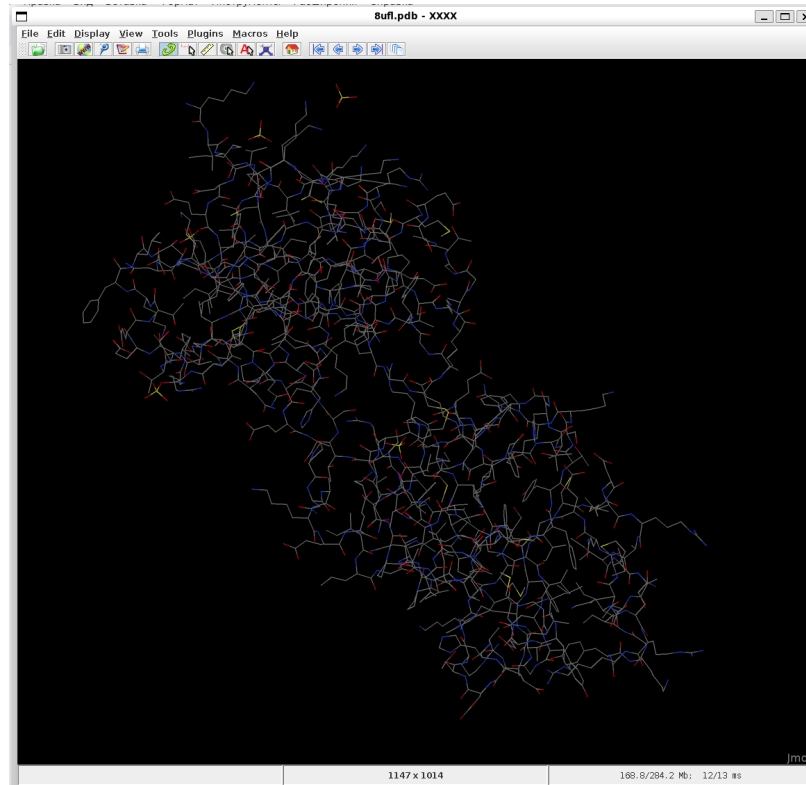 8ufl.pdb - XXXX
File Edit Display View Tools Plugins Macros Help
Jmo
1147 x 1014
168.8/284.2 Mb; 12/13 ms